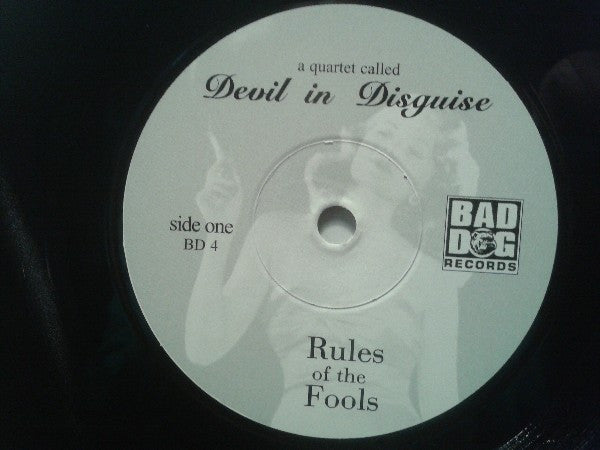 a quartet called
Devil in Disguise
side one
BD 4
BAD
DOG
RECORDS
Rules
of the
Fools